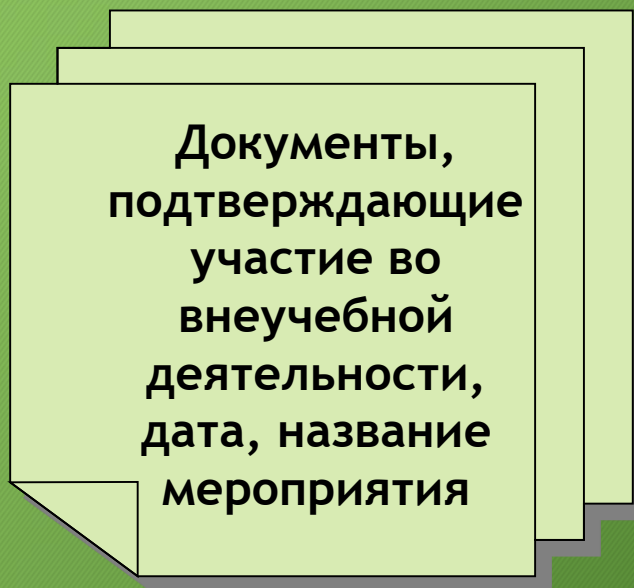 Документы,
подтверждающие
участие во
внеучебной
деятельности,
дата, название
мероприятия